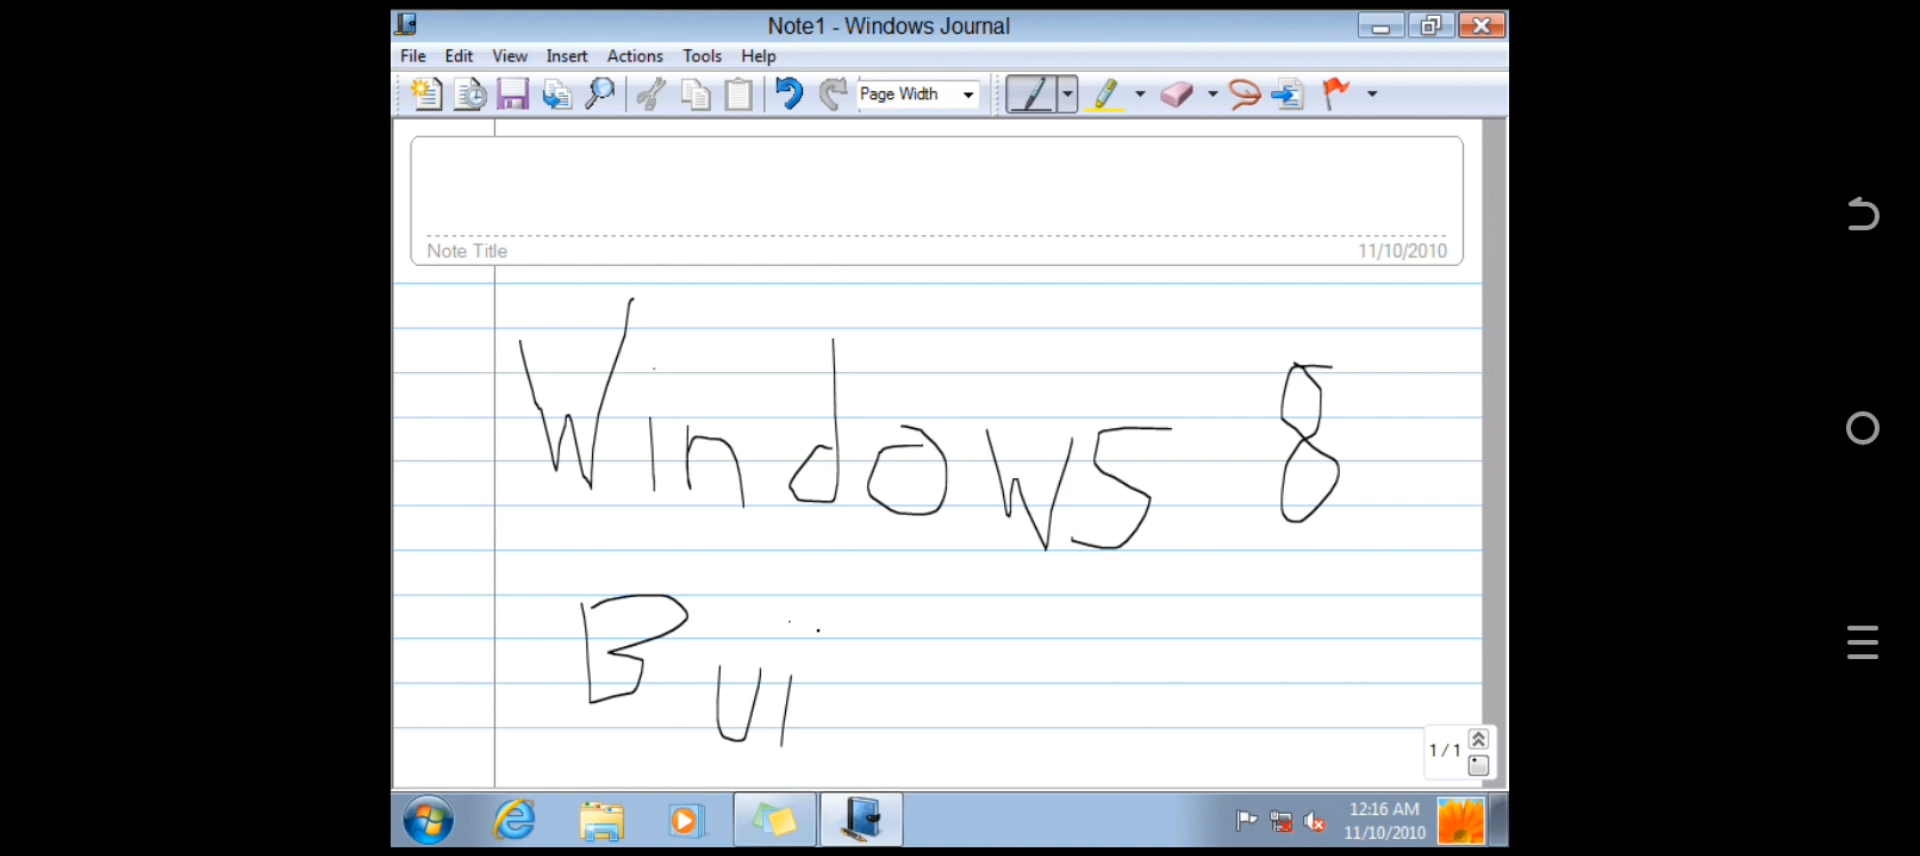 Note1 - Windows Journal
File Edit View Insert Actions Tools Help
Page Width
Note Title 11/10/2010
Windows 8
Bui
1 / 1
12:16 AM
11/10/2010